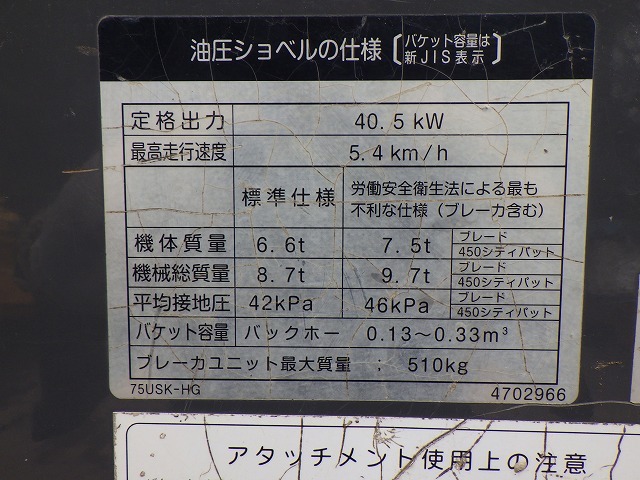 油圧ショベルの仕様〔バケット容量は
新JIS表示〕
定格出力 40.5kW
最高走行速度 5.4km/h
標準仕様 労働安全衛生法による最も
不利な仕様（ブレーカ含む）
機体質量 6.6t 7.5t ブレード
450シティパット
機械総質量 8.7t 9.7t ブレード
450シティパット
平均接地圧 42kPa 46kPa ブレード
450シティパット
バケット容量 バックホー 0.13～0.33m³
ブレーカユニット最大質量 ; 510kg
75USK-HG 4702966
アタッチメント使用上の注意